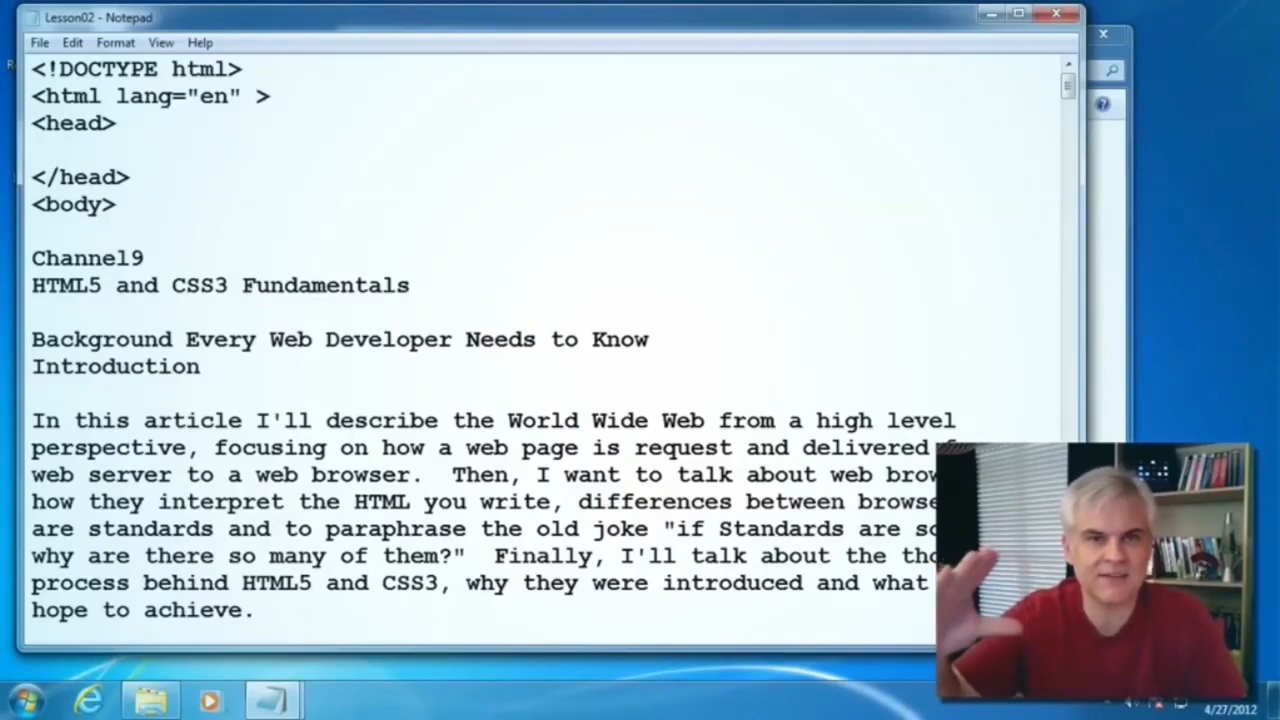 Lesson02 - Notepad
File Edit Format View Help
<!DOCTYPE html>
<html lang="en" >
<head>
</head>
<body>
Channel9
HTML5 and CSS3 Fundamentals
Background Every Web Developer Needs to Know
Introduction
In this article I'll describe the World Wide Web from a high level
perspective, focusing on how a web page is request and delivered
web server to a web browser. Then, I want to talk about web brow
how they interpret the HTML you write, differences between browse
are standards and to paraphrase the old joke "if Standards are so
why are there so many of them?" Finally, I'll talk about the tho
process behind HTML5 and CSS3, why they were introduced and what
hope to achieve.
4/27/2012